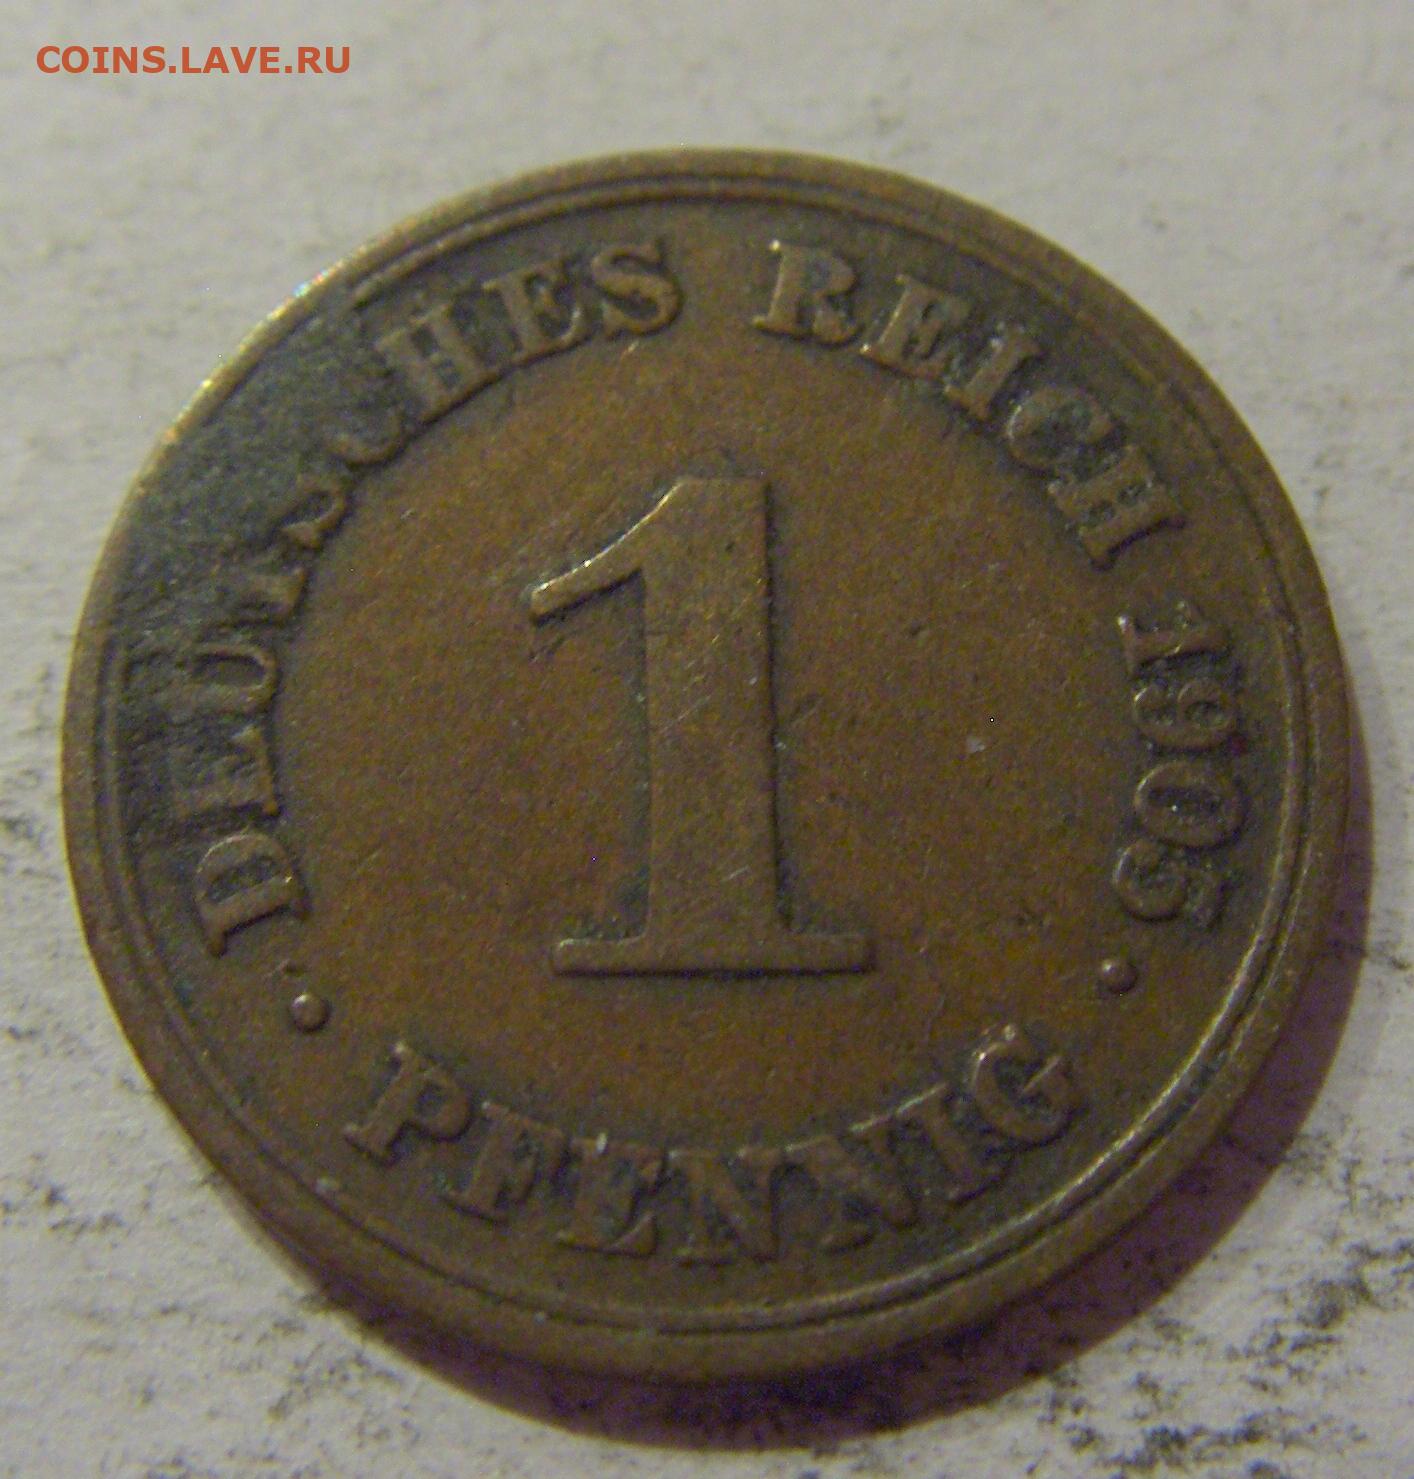 COINS.LAVE.RU
DEUTSCHES REICH 1905
1
· PFENNIG ·